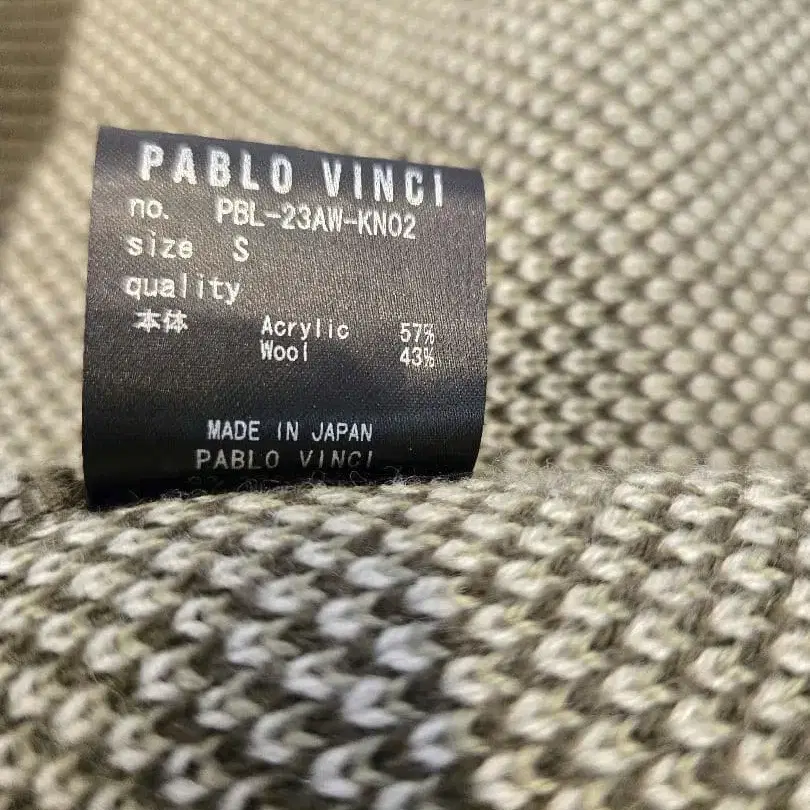 PABLO VINCI
no. PBL-23AW-KN02
size S
quality
本体 Acrylic 57%
Wool 43%
MADE IN JAPAN
PABLO VINCI